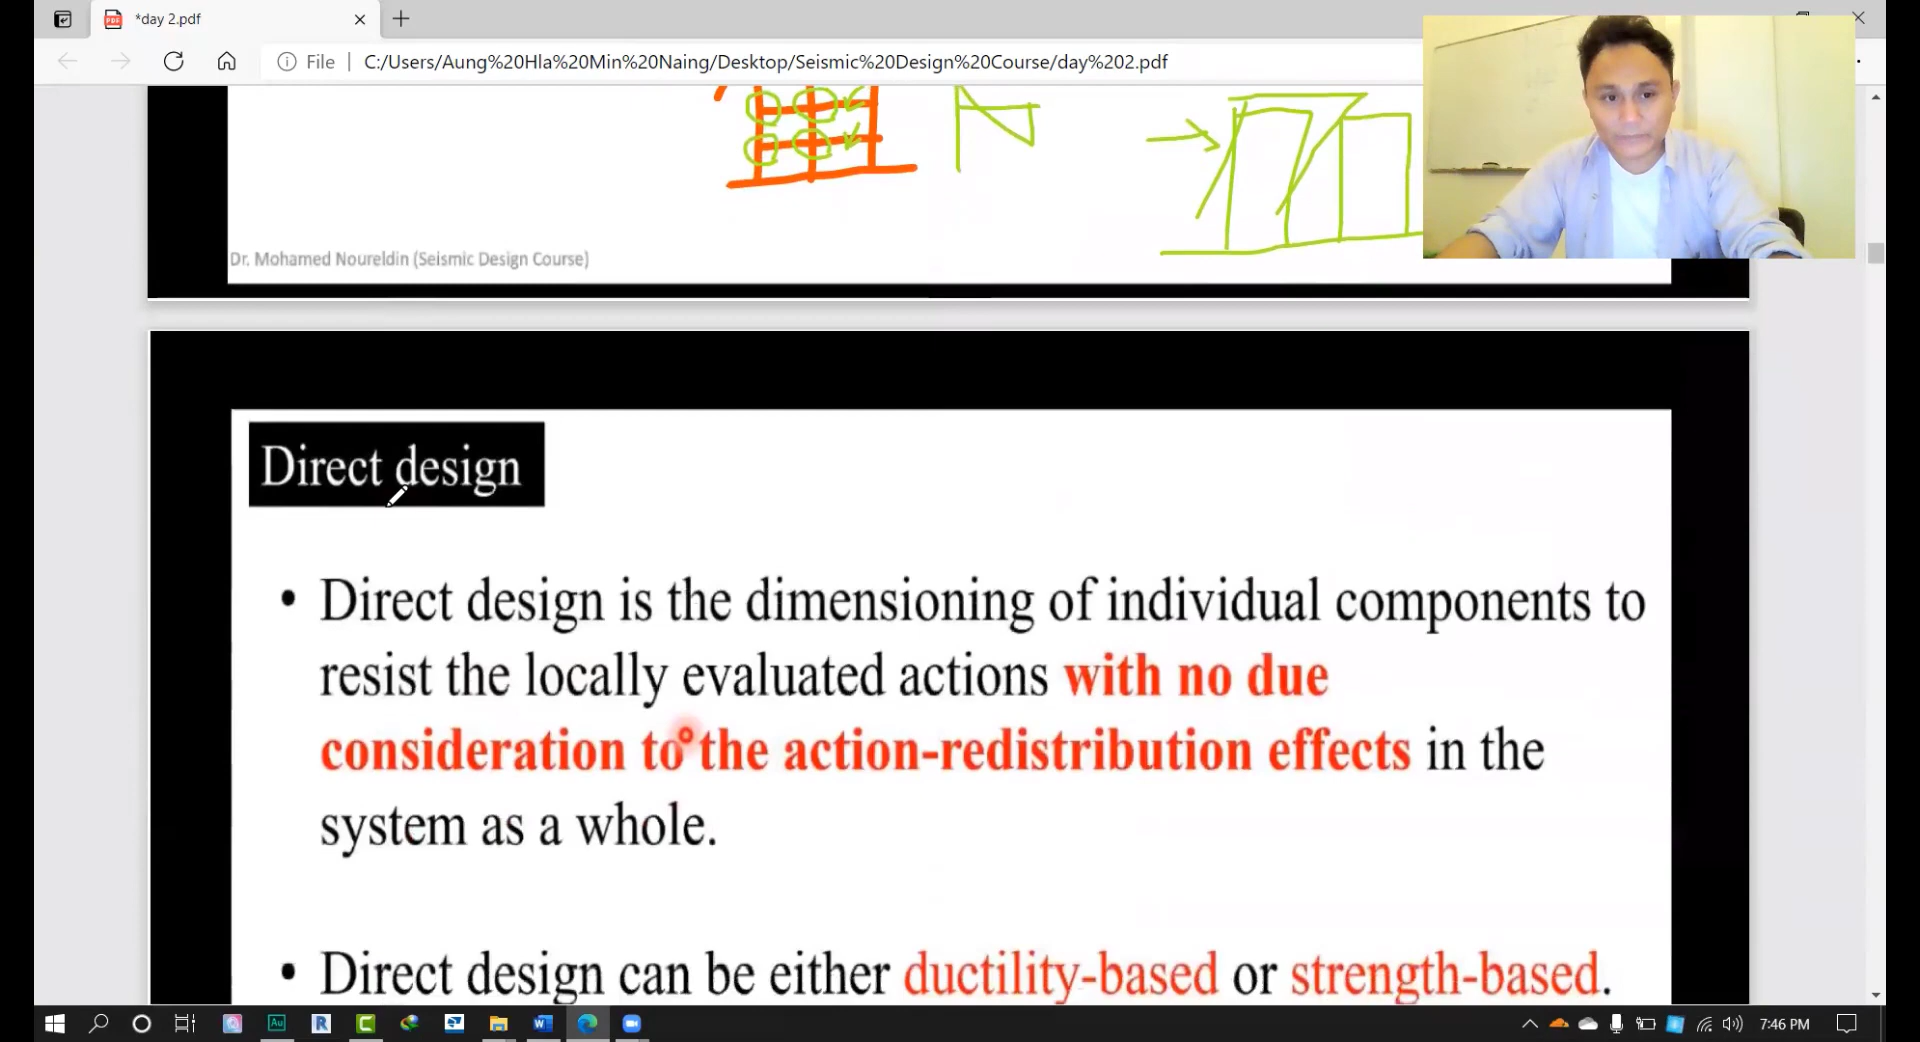 *day 2.pdf
File
C:/Users/Aung%20Hla%20Min%20Naing/Desktop/Seismic%20Design%20Course/day%202.pdf
Dr. Mohamed Noureldin (Seismic Design Course)
Direct design
• Direct design is the dimensioning of individual components to
resist the locally evaluated actions with no due
consideration to the action-redistribution effects in the
system as a whole.
• Direct design can be either ductility-based or strength-based.
7:46 PM